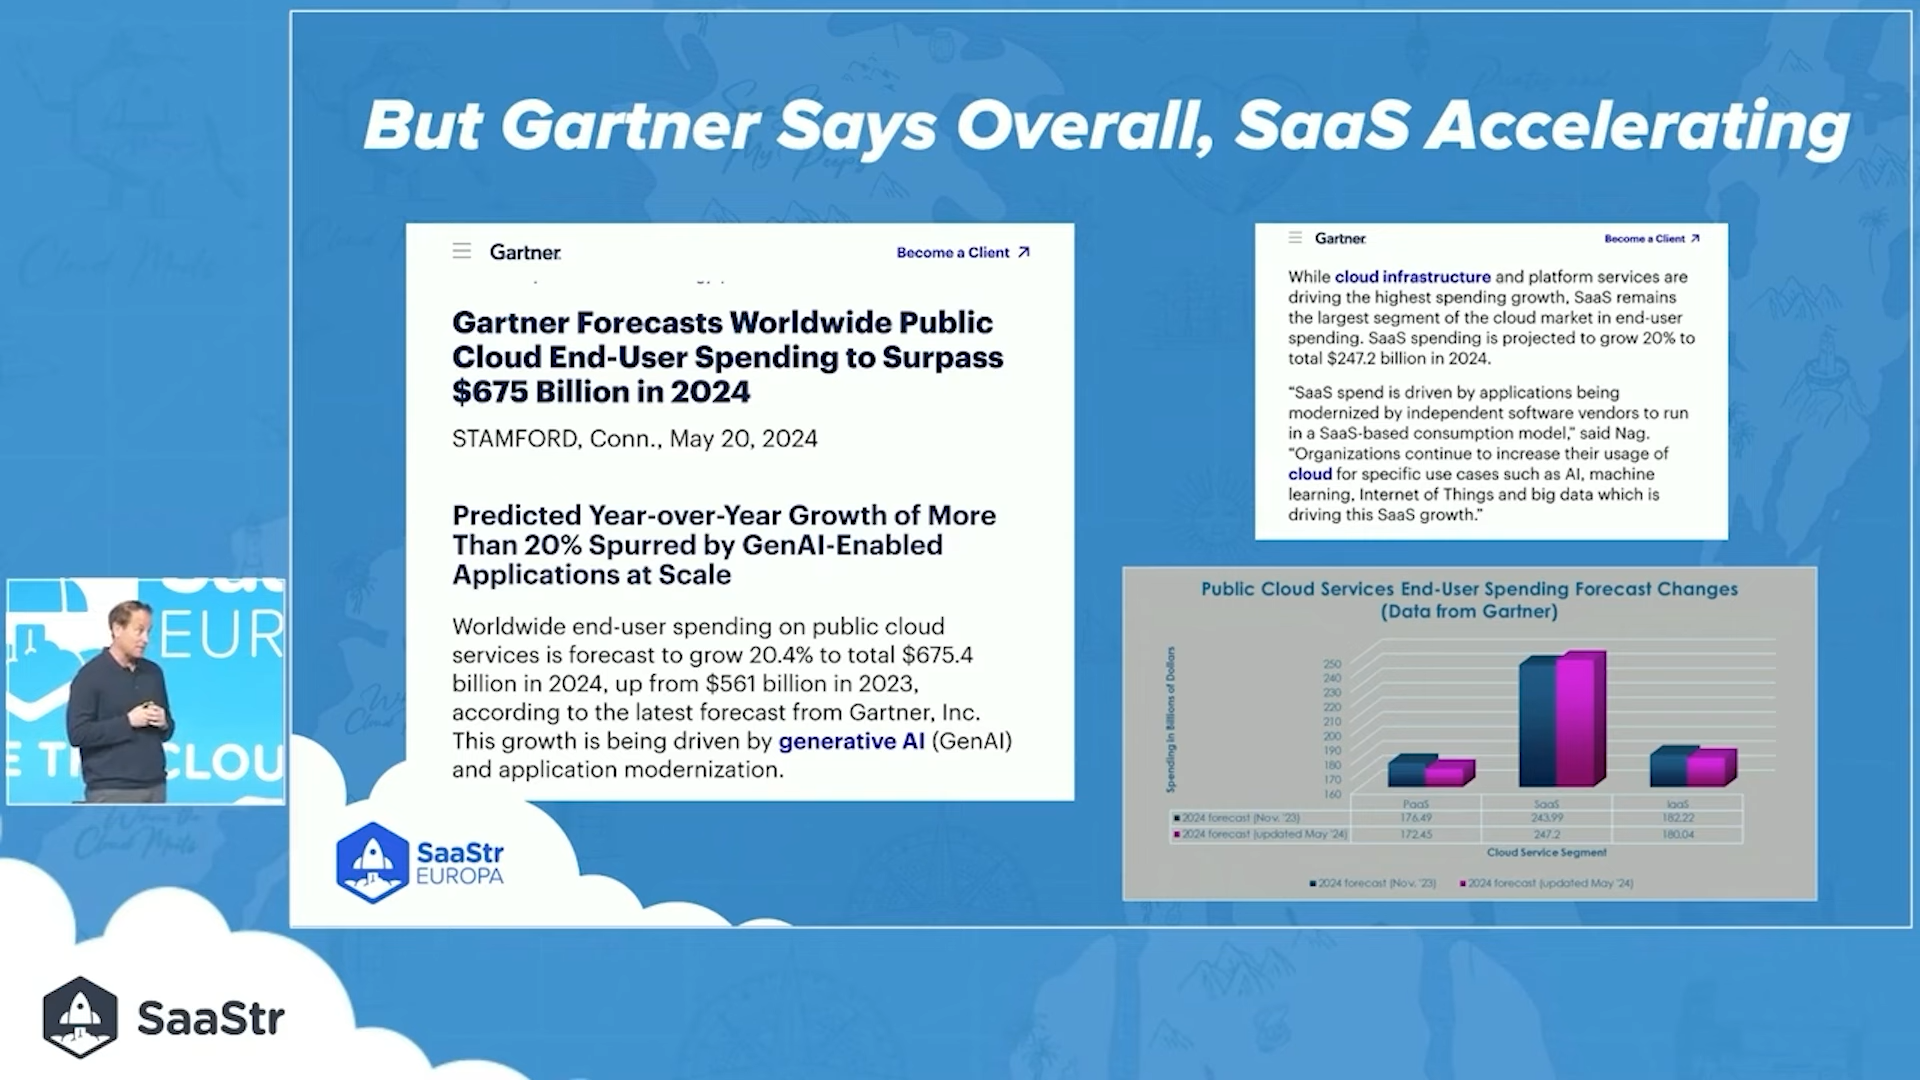 But Gartner Says Overall, SaaS Accelerating
Gartner
Become a Client
Gartner Forecasts Worldwide Public
Cloud End-User Spending to Surpass
$675 Billion in 2024
STAMFORD, Conn., May 20, 2024
Predicted Year-over-Year Growth of More
Than 20% Spurred by GenAI-Enabled
Applications at Scale
Worldwide end-user spending on public cloud
services is forecast to grow 20.4% to total $675.4
billion in 2024, up from $561 billion in 2023,
according to the latest forecast from Gartner, Inc.
This growth is being driven by generative AI (GenAI)
and application modernization.
Gartner
Become a Client
While cloud infrastructure and platform services are
driving the highest spending growth, SaaS remains
the largest segment of the cloud market in end-user
spending. SaaS spending is projected to grow 20% to
total $247.2 billion in 2024.
"SaaS spend is driven by applications being
modernized by independent software vendors to run
in a SaaS-based consumption model," said Nag.
"Organizations continue to increase their usage of
cloud for specific use cases such as AI, machine
learning, Internet of Things and big data which is
driving this SaaS growth."
Public Cloud Services End-User Spending Forecast Changes
(Data from Gartner)
Spending in Billions of Dollars
250
240
230
220
210
200
190
180
170
160
PaaS SaaS IaaS
2024 forecast (Nov. '23) 176.49 243.99 182.22
2024 forecast (updated May '24) 172.45 247.2 180.04
Cloud Service Segment
2024 forecast (Nov. '23) 2024 forecast (updated May '24)
EUR
CLOU
SaaStr
EUROPA
SaaStr